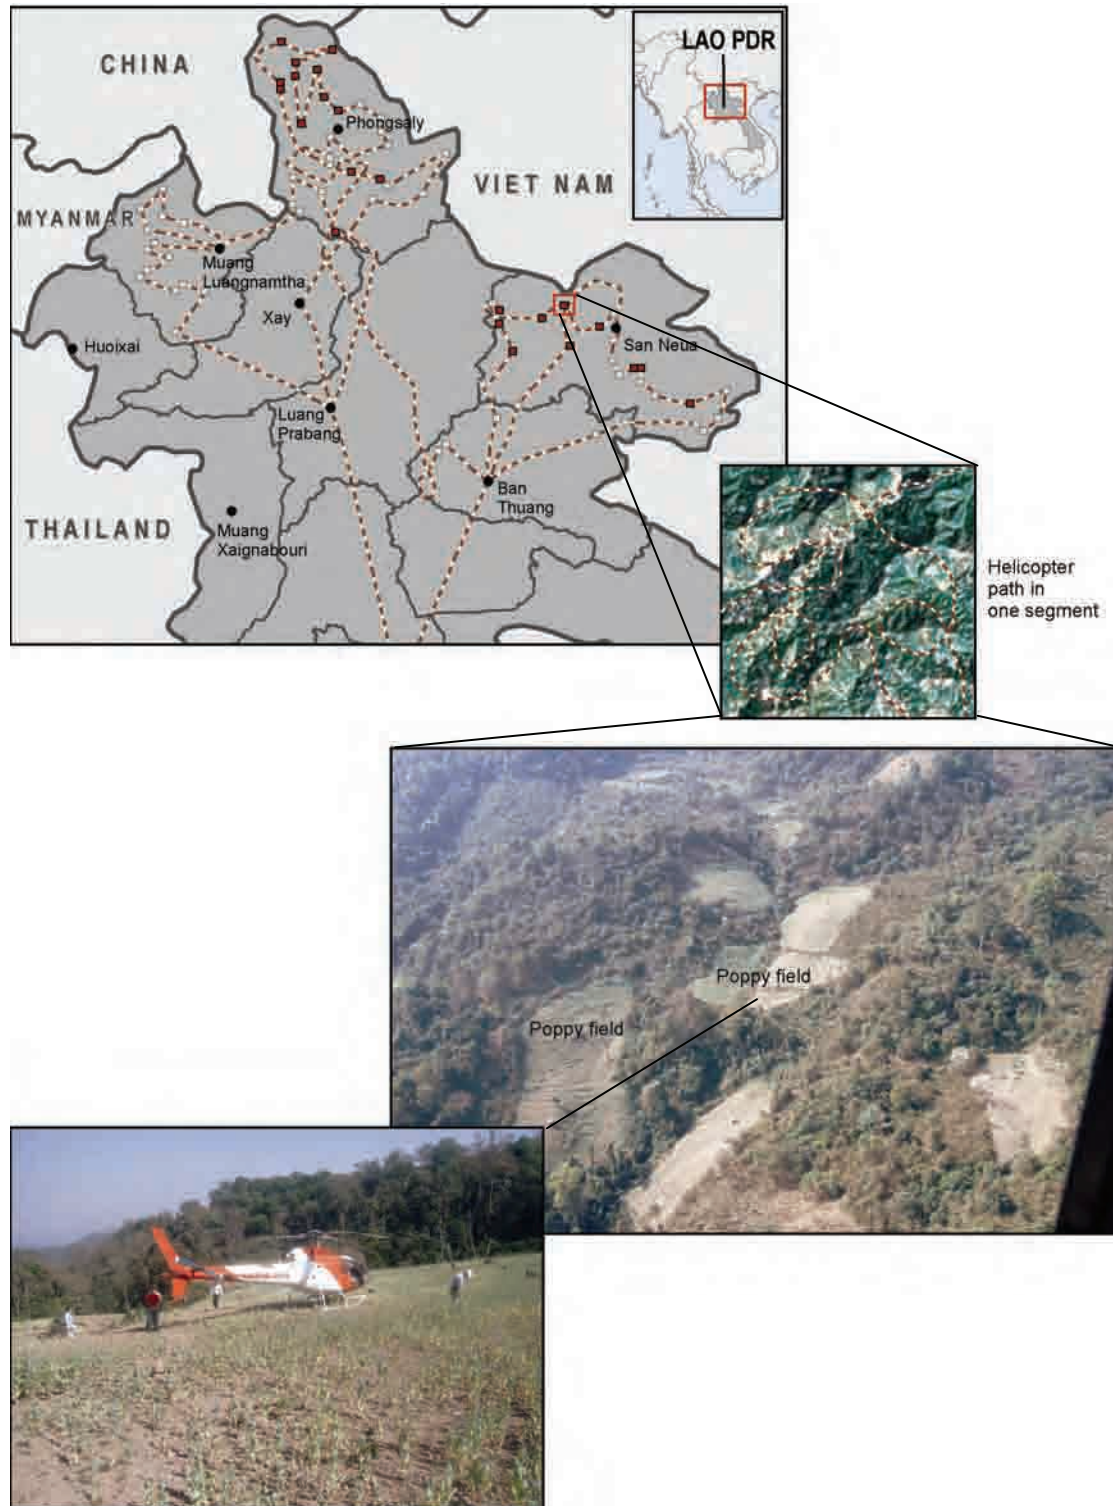 CHINA
LAO PDR
Phongsaly
VIET NAM
MYANMAR
Muang
Luangnamtha
Xay
Huoixai
San Neua
Luang
Prabang
Ban
Thuang
THAILAND
Muang
Xaignabouri
Helicopter
path in
one segment
Poppy field
Poppy field